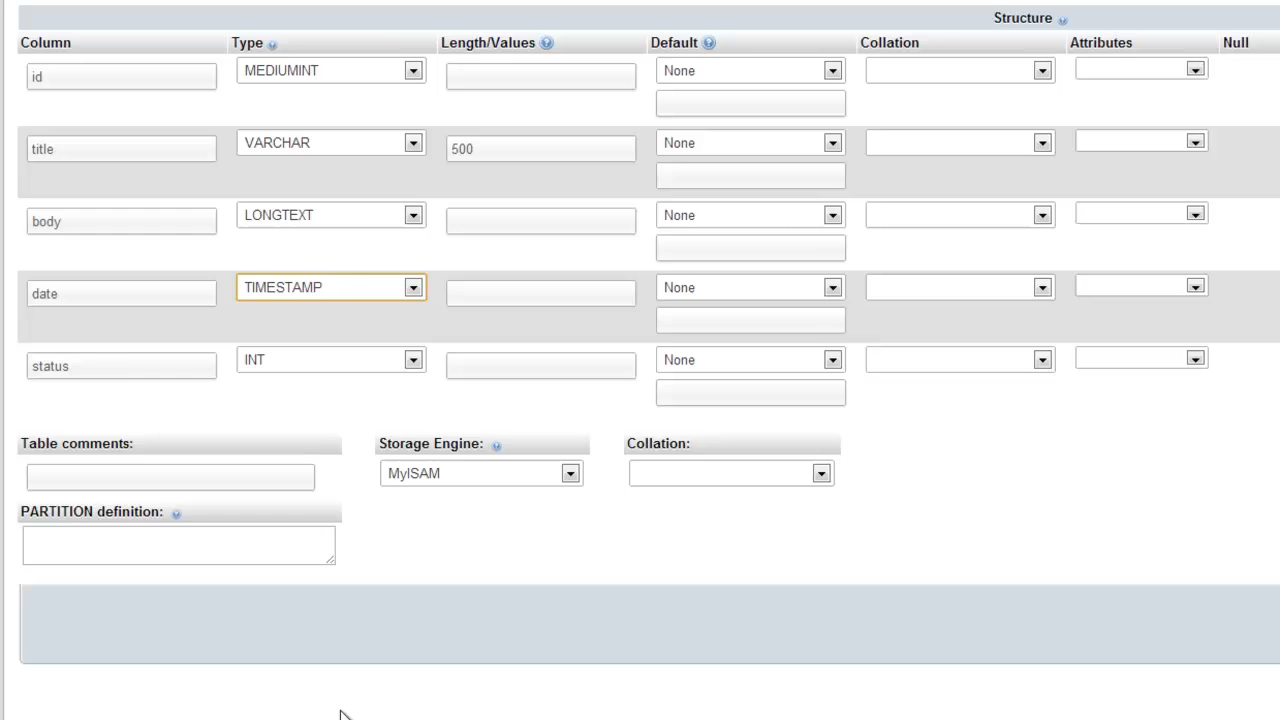 Structure
Column Type Length/Values Default Collation Attributes Null
id MEDIUMINT None
title VARCHAR 500 None
body LONGTEXT None
date TIMESTAMP None
status INT None
Table comments: Storage Engine: Collation:
MyISAM
PARTITION definition: